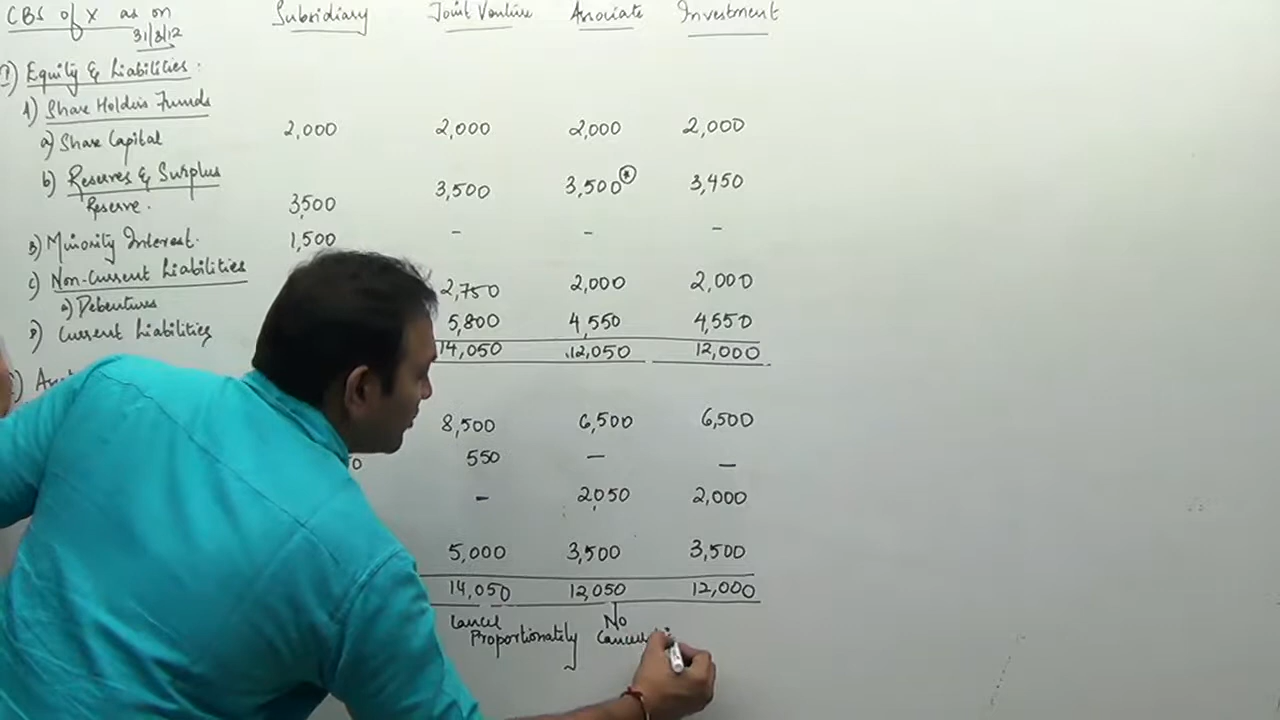 CBS of X as on Subsidiary Joint Venture Associate Investment
31/3/12
1) Equity & Liabilities:
1) Share Holders Funds
a) Share Capital 2,000 2,000 2,000 2,000
b) Reserves & Surplus
Reserve. 3,500 3,500 3,500* 3,450
B) Minority Interest. 1,500 - - -
c) Non-Current Liabilities
a) Debentures 2,750 2,000 2,000
D) Current Liabilities 5,800 4,550 4,550
14,050 12,050 12,000
8,500 6,500 6,500
550 - -
- 2,050 2,000
5,000 3,500 3,500
14,050 12,050 12,000
Cancel No
Proportionately